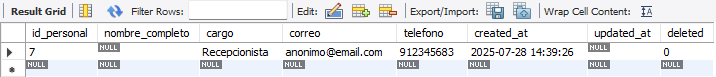 Result Grid Filter Rows: Edit: Export/Import: Wrap Cell Content: IA
id_personal nombre_completo cargo correo telefono created_at updated_at deleted
7 NULL Recepcionista anonimo@email.com 912345683 2025-07-28 14:39:26 NULL 0
NULL NULL NULL NULL NULL NULL NULL NULL